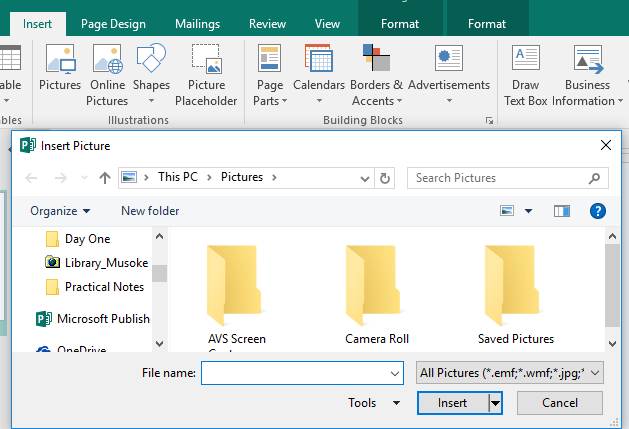 Insert Page Design Mailings Review View Format Format
Pictures Online Pictures Shapes Picture Placeholder Page Parts Calendars Borders & Accents Advertisements Draw Text Box Business Information
Illustrations Building Blocks
Insert Picture
This PC Pictures Search Pictures
Organize New folder
Day One
Library_Musoke
Practical Notes
Microsoft Publish
OneDrive
AVS Screen Camera Roll Saved Pictures
File name: All Pictures (*.emf;*.wmf;*.jpg;*
Tools Insert Cancel